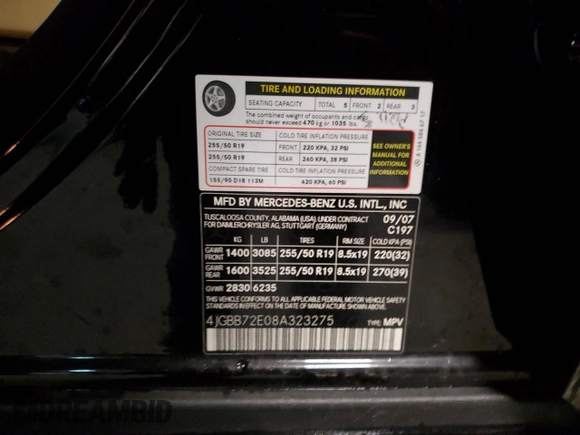 TIRE AND LOADING INFORMATION
SEATING CAPACITY TOTAL 5 FRONT 2 REAR 3
The combined weight of occupants and cargo
should never exceed 470 kg or 1035 lbs.
ORIGINAL TIRE SIZE COLD TIRE INFLATION PRESSURE
255/50 R19 FRONT 220 KPA, 32 PSI
255/50 R19 REAR 260 KPA, 38 PSI
COMPACT SPARE TIRE COLD TIRE INFLATION PRESSURE
155/90 D18 113M 420 KPA, 60 PSI
SEE OWNER'S
MANUAL FOR
ADDITIONAL
INFORMATION
MFD BY MERCEDES-BENZ U.S. INTL., INC
TUSCALOOSA COUNTY, ALABAMA (USA), UNDER CONTRACT
FOR DAIMLERCHRYSLER AG, STUTTGART (GERMANY)
09/07
C197
KG LB TIRES RIM SIZE COLD KPA (PSI)
GAWR FRONT 1400 3085 255/50 R19 8.5x19 220(32)
GAWR REAR 1600 3525 255/50 R19 8.5x19 270(39)
GVWR 2830 6235
THIS VEHICLE CONFORMS TO ALL APPLICABLE U.S. FEDERAL
MOTOR VEHICLE SAFETY STANDARDS IN EFFECT ON THE
DATE OF MANUFACTURE SHOWN ABOVE.
4JGBB72E08A323275 TYPE: MPV
DREAMBID